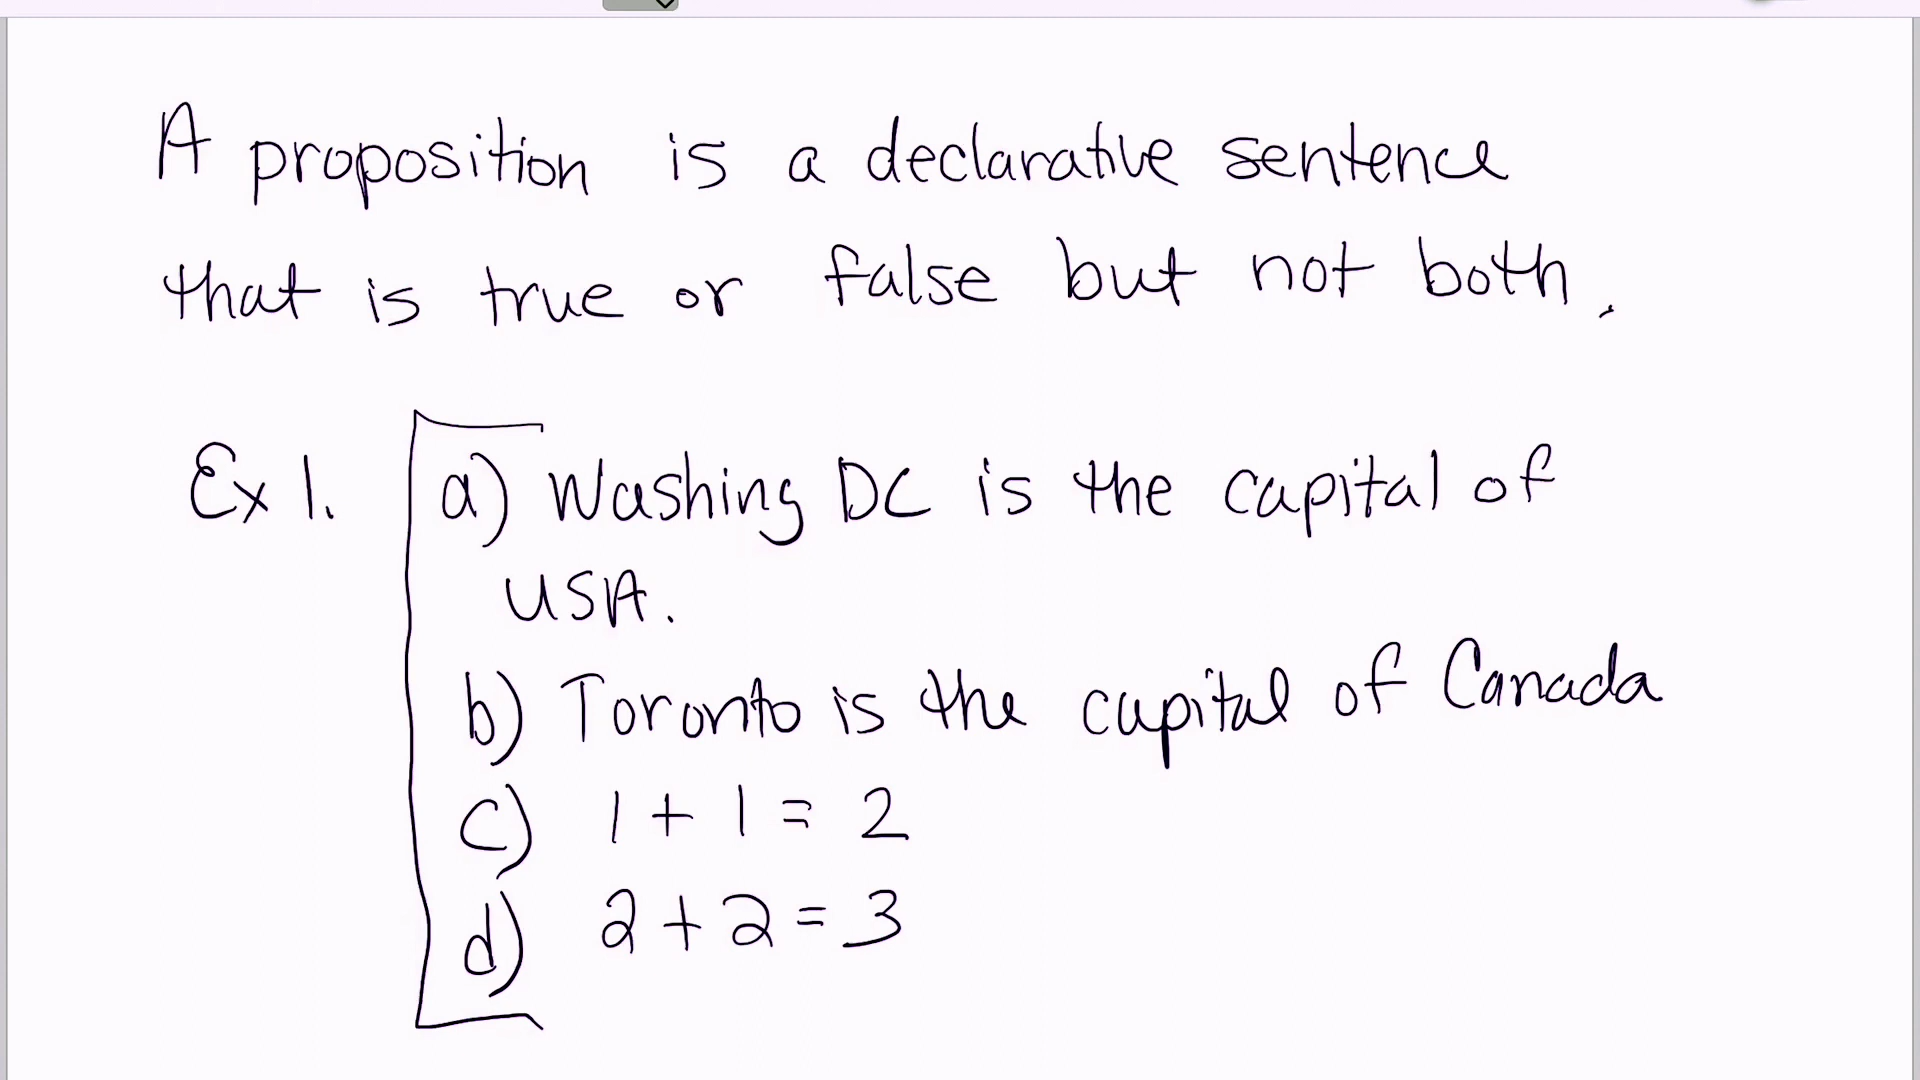 A proposition is a declarative sentence
that is true or false but not both.
Ex 1. a) Washing DC is the capital of
USA.
b) Toronto is the capital of Canada
c) 1 + 1 = 2
d) 2 + 2 = 3